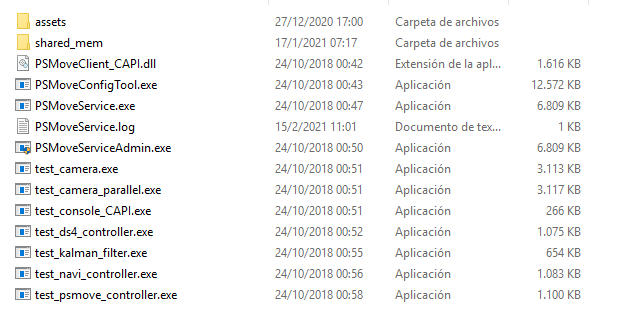 assets 27/12/2020 17:00 Carpeta de archivos
shared_mem 17/1/2021 07:17 Carpeta de archivos
PSMoveClient_CAPI.dll 24/10/2018 00:42 Extensión de la apl... 1.616 KB
PSMoveConfigTool.exe 24/10/2018 00:43 Aplicación 12.572 KB
PSMoveService.exe 24/10/2018 00:47 Aplicación 6.809 KB
PSMoveService.log 15/2/2021 11:01 Documento de tex... 1 KB
PSMoveServiceAdmin.exe 24/10/2018 00:50 Aplicación 6.809 KB
test_camera.exe 24/10/2018 00:51 Aplicación 3.113 KB
test_camera_parallel.exe 24/10/2018 00:51 Aplicación 3.117 KB
test_console_CAPI.exe 24/10/2018 00:51 Aplicación 266 KB
test_ds4_controller.exe 24/10/2018 00:52 Aplicación 1.075 KB
test_kalman_filter.exe 24/10/2018 00:55 Aplicación 654 KB
test_navi_controller.exe 24/10/2018 00:56 Aplicación 1.083 KB
test_psmove_controller.exe 24/10/2018 00:58 Aplicación 1.100 KB